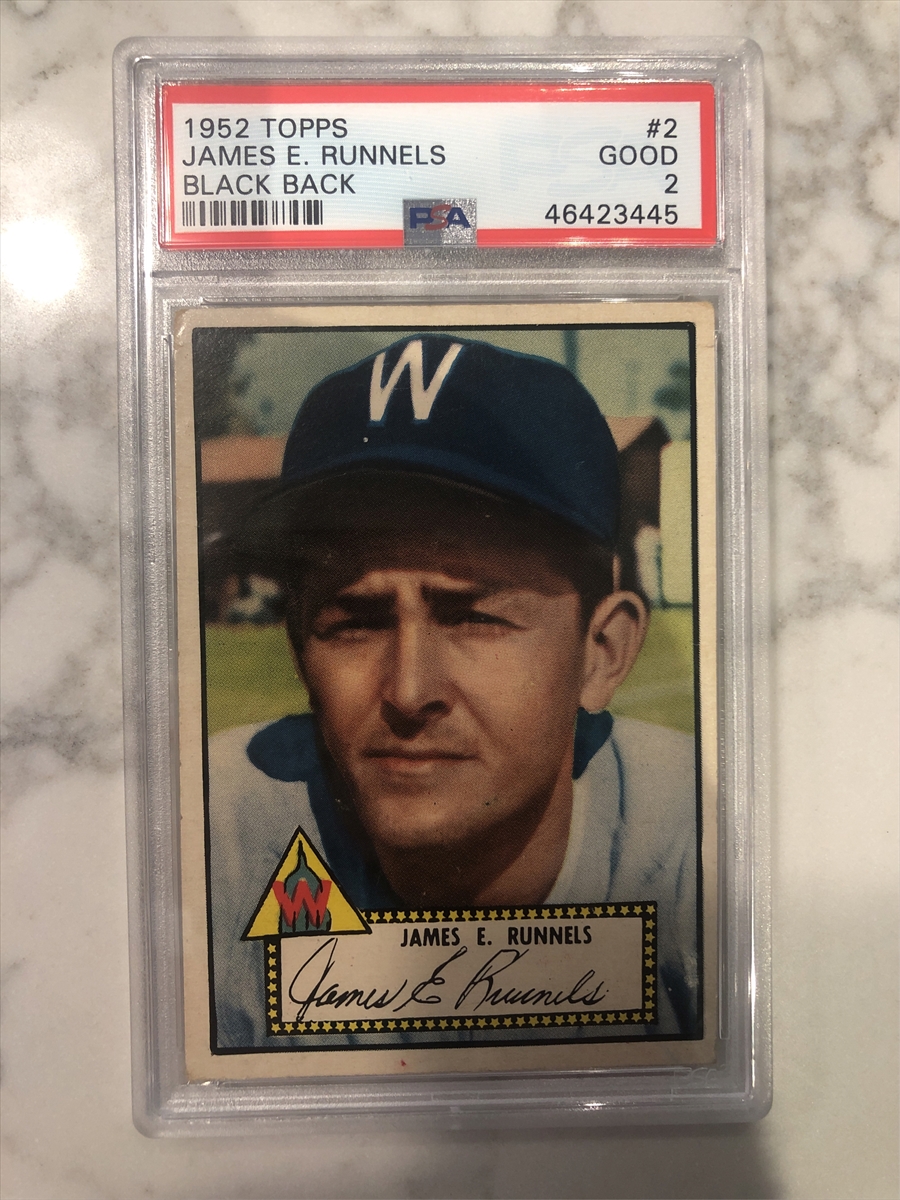 1952 TOPPS #2
JAMES E. RUNNELS GOOD
BLACK BACK 2
PSA 46423445
W
W
JAMES E. RUNNELS
James E Runnels